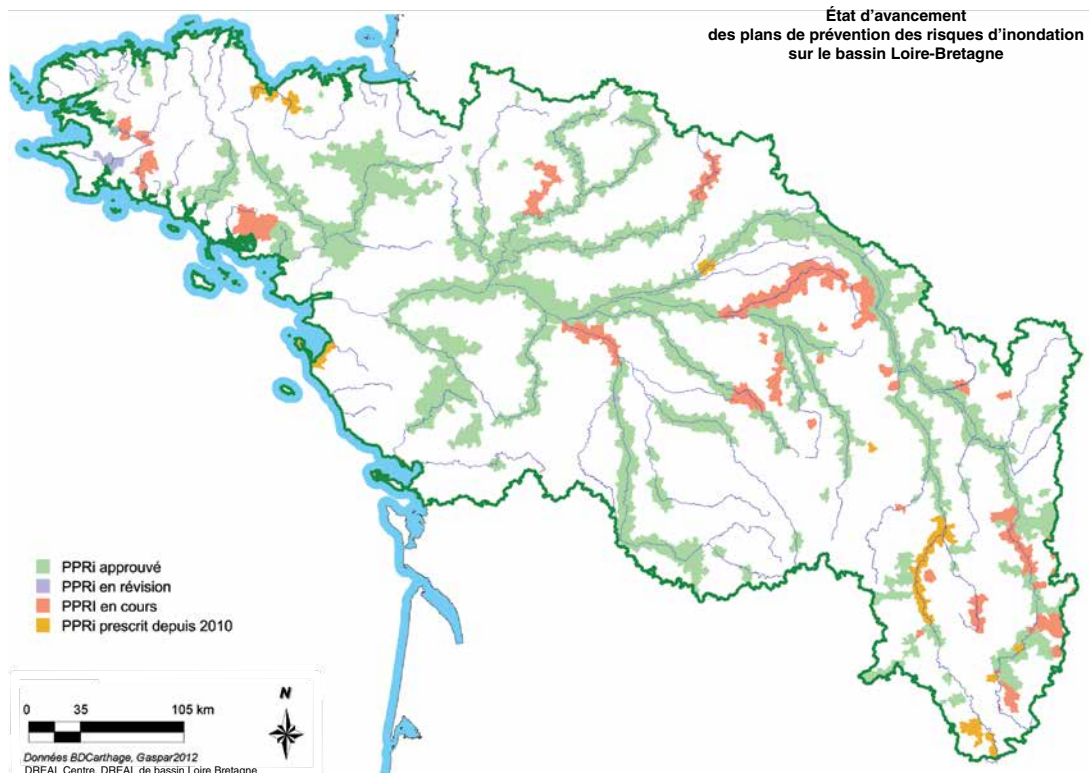 État d'avancement
des plans de prévention des risques d'inondation
sur le bassin Loire-Bretagne
PPRi approuvé
PPRi en révision
PPRI en cours
PPRi prescrit depuis 2010
0 35 105 km
N
Données BDCarthage, Gaspar2012
DREAL Centre, DREAL de bassin Loire Bretagne